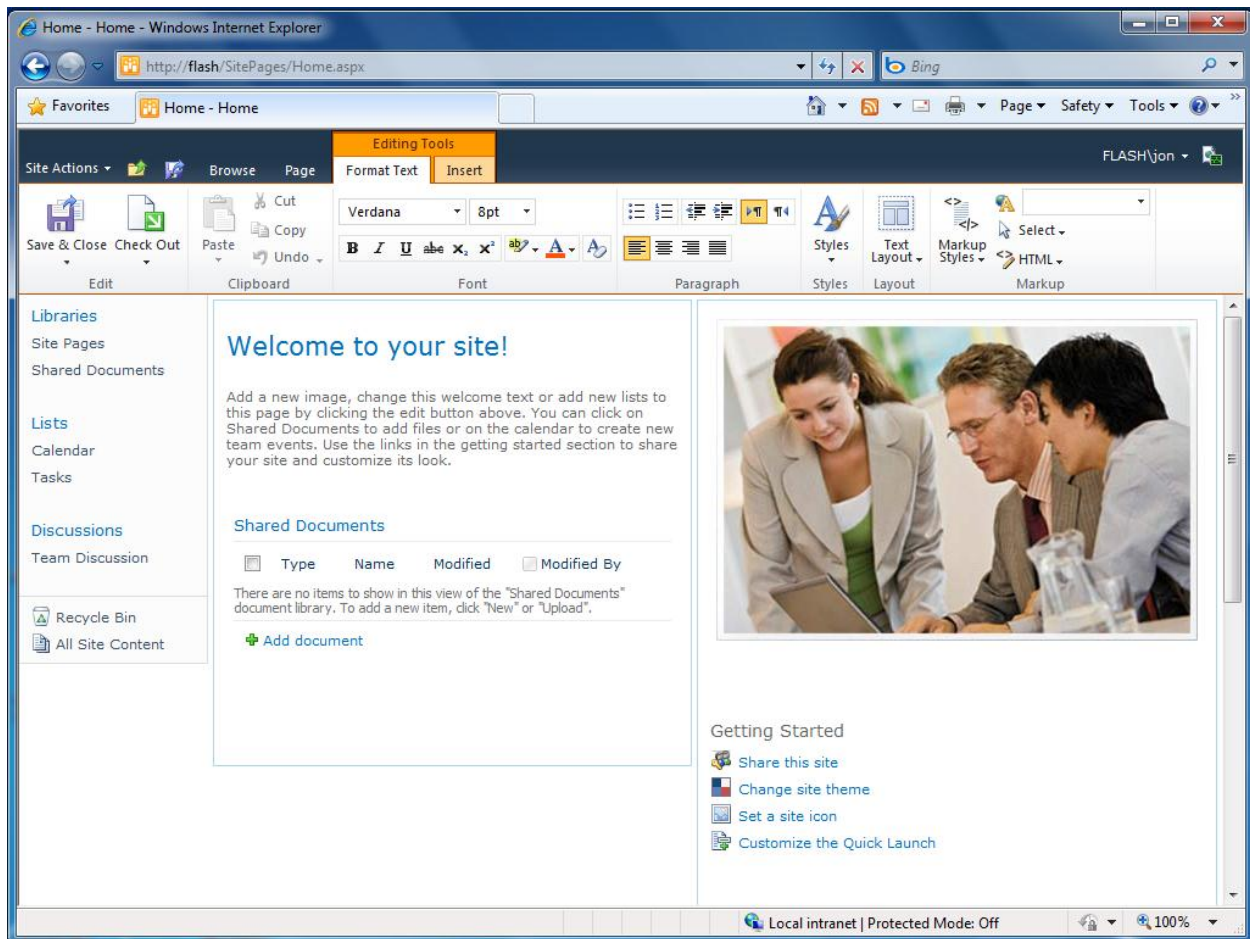 Home - Home - Windows Internet Explorer
http://flash/SitePages/Home.aspx
Bing
Favorites
Home - Home
Page Safety Tools
Editing Tools
Site Actions Browse Page Format Text Insert
FLASH\jon
Save & Close Check Out
Paste
Cut
Copy
Undo
Verdana 8pt
B I U abe X₂ X² ab A A
Styles
Text Layout
Markup Styles
Select
HTML
Edit Clipboard Font Paragraph Styles Layout Markup
Libraries
Site Pages
Shared Documents
Lists
Calendar
Tasks
Discussions
Team Discussion
Recycle Bin
All Site Content
Welcome to your site!
Add a new image, change this welcome text or add new lists to
this page by clicking the edit button above. You can click on
Shared Documents to add files or on the calendar to create new
team events. Use the links in the getting started section to share
your site and customize its look.
Shared Documents
Type Name Modified Modified By
There are no items to show in this view of the "Shared Documents"
document library. To add a new item, click "New" or "Upload".
Add document
Getting Started
Share this site
Change site theme
Set a site icon
Customize the Quick Launch
Local intranet | Protected Mode: Off
100%